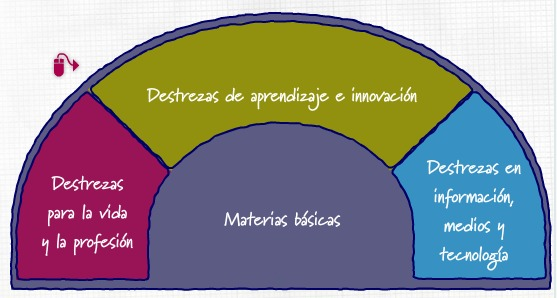 Destrezas de aprendizaje e innovación
Destrezas
para la vida
y la profesión
Materias básicas
Destrezas en
información,
medios y
tecnología